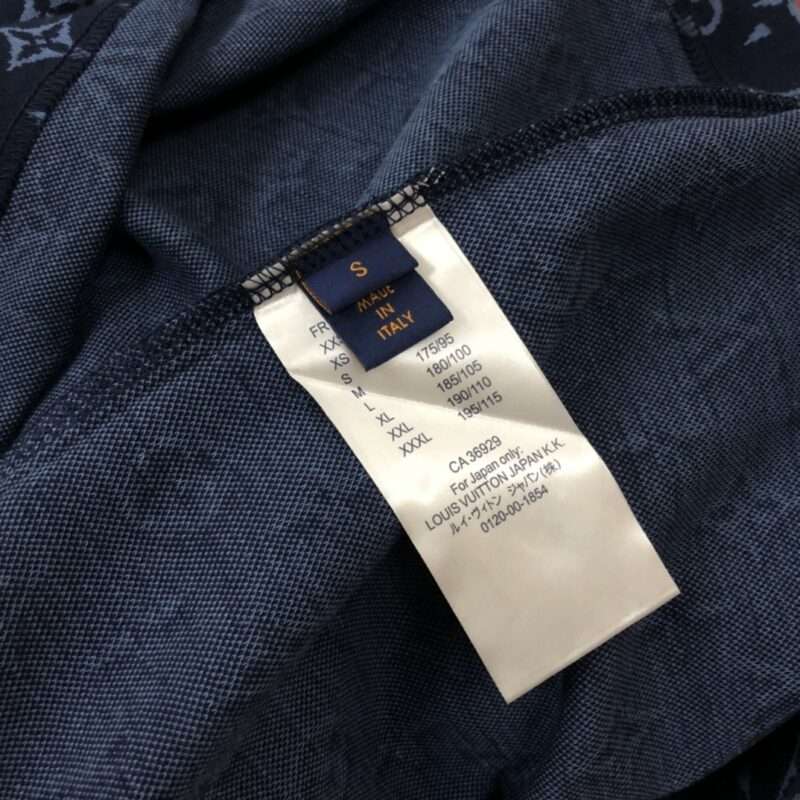 S
MADE
IN
ITALY
FR
XXS
XS 175/95
S 180/100
M 185/105
L 190/110
XL 195/115
XXL
XXXL
CA 36929
For Japan only:
LOUIS VUITTON JAPAN K.K.
ルイ・ヴィトン ジャパン(株)
0120-00-1854